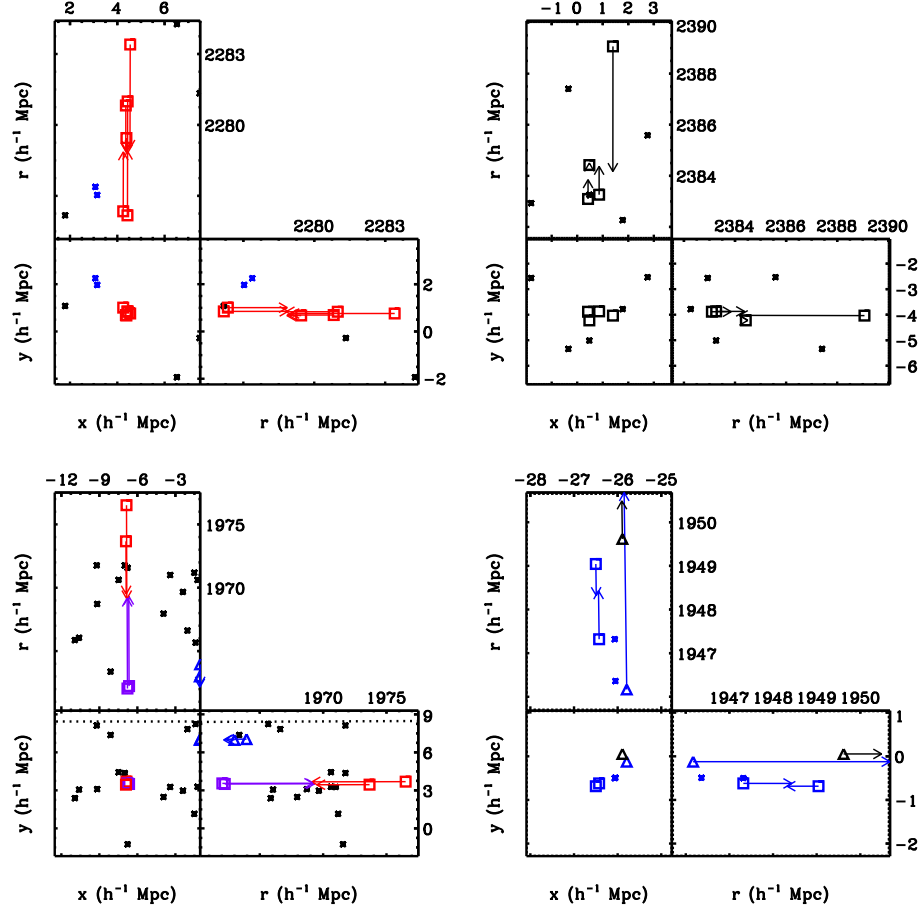 2 4 6
-1 0 1 2 3
2390
r (h⁻¹ Mpc)
2283
r (h⁻¹ Mpc)
2388
2280
2386
2384
2280 2283
2384 2386 2388 2390
y (h⁻¹ Mpc)
2
0
-2
y (h⁻¹ Mpc)
-2
-3
-4
-5
-6
x (h⁻¹ Mpc) r (h⁻¹ Mpc)
x (h⁻¹ Mpc) r (h⁻¹ Mpc)
-12 -9 -6 -3
-28 -27 -26 -25
r (h⁻¹ Mpc)
1975
1970
r (h⁻¹ Mpc)
1950
1949
1948
1947
1970 1975
1947 1948 1949 1950
y (h⁻¹ Mpc)
9
6
3
0
y (h⁻¹ Mpc)
1
0
-1
-2
x (h⁻¹ Mpc) r (h⁻¹ Mpc)
x (h⁻¹ Mpc) r (h⁻¹ Mpc)